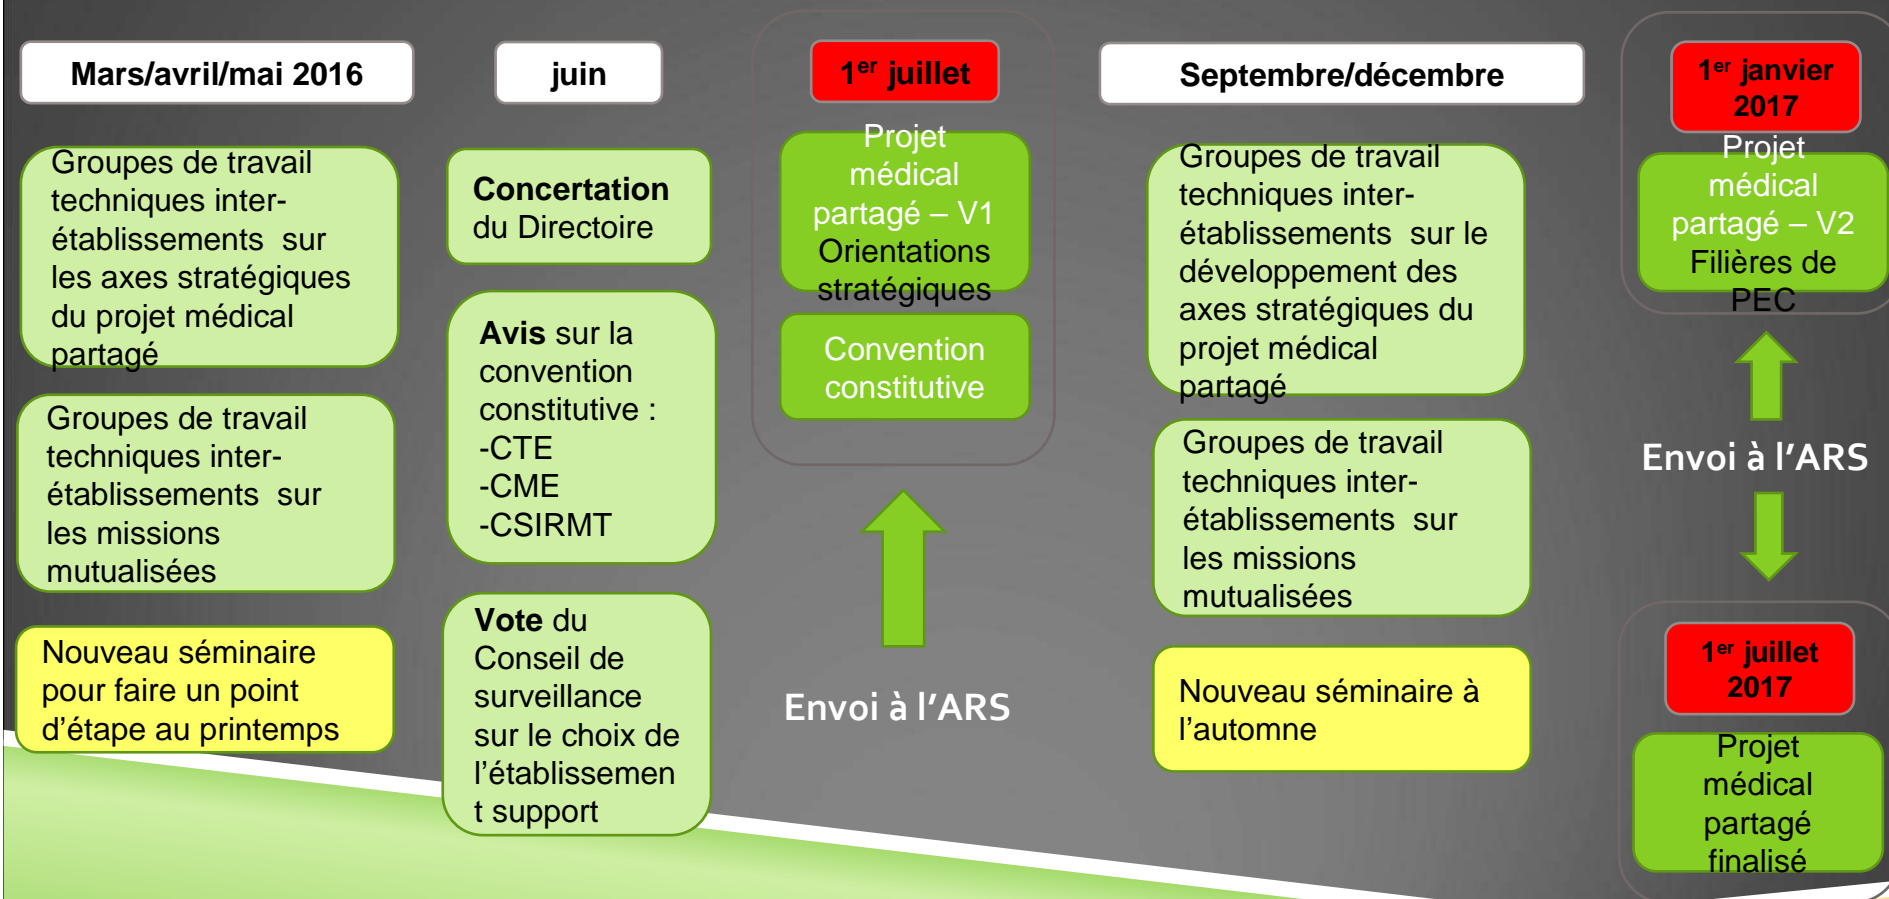 Mars/avril/mai 2016
Groupes de travail
techniques inter-
établissements sur
les axes stratégiques
du projet médical
partagé
Groupes de travail
techniques inter-
établissements sur
les missions
mutualisées
Nouveau séminaire
pour faire un point
d’étape au printemps
juin
Concertation
du Directoire
Avis sur la
convention
constitutive :
-CTE
-CME
-CSIRMT
Vote du
Conseil de
surveillance
sur le choix de
l’établissemen
t support
1er juillet
Projet
médical
partagé – V1
Orientations
stratégiques
Convention
constitutive
Envoi à l’ARS
Septembre/décembre
Groupes de travail
techniques inter-
établissements sur le
développement des
axes stratégiques du
projet médical
partagé
Groupes de travail
techniques inter-
établissements sur
les missions
mutualisées
Nouveau séminaire à
l’automne
1er janvier
2017
Projet
médical
partagé – V2
Filières de
PEC
Envoi à l’ARS
1er juillet
2017
Projet
médical
partagé
finalisé